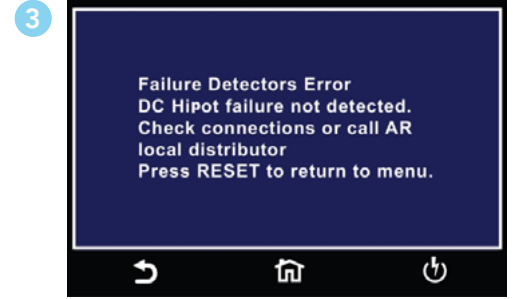 3
Failure Detectors Error
DC Hipot failure not detected.
Check connections or call AR
local distributor
Press RESET to return to menu.